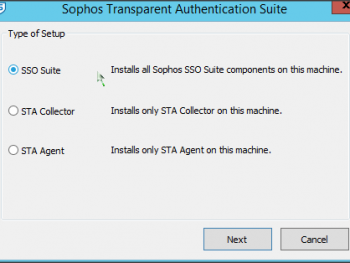 Sophos Transparent Authentication Suite
Type of Setup
SSO Suite Installs all Sophos SSO Suite components on this machine.
STA Collector Installs only STA Collector on this machine.
STA Agent Installs only STA Agent on this machine.
Next Cancel